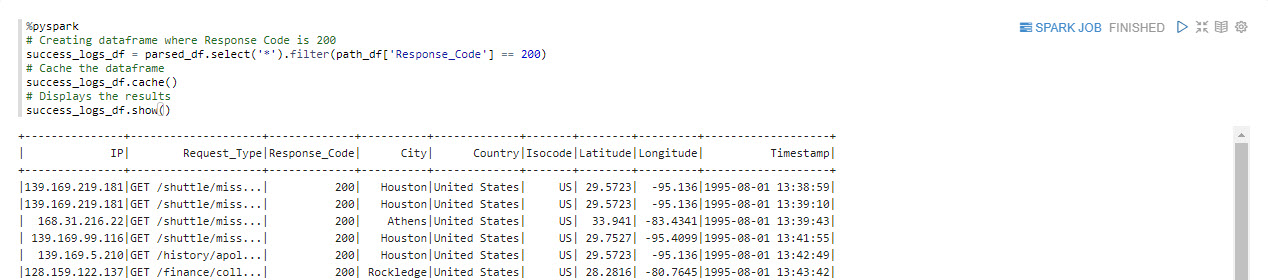 %pyspark
SPARK JOB FINISHED
# Creating dataframe where Response Code is 200
success_logs_df = parsed_df.select('*').filter(path_df['Response_Code'] == 200)
# Cache the dataframe
success_logs_df.cache()
# Displays the results
success_logs_df.show()
+---------------+--------------------+-------------+----------+-------------+-------+--------+---------+-------------------+
|             IP|        Request_Type|Response_Code|      City|      Country|Isocode|Latitude|Longitude|          Timestamp|
+---------------+--------------------+-------------+----------+-------------+-------+--------+---------+-------------------+
|139.169.219.181|GET /shuttle/miss...|          200|   Houston|United States|     US| 29.5723|  -95.136|1995-08-01 13:38:59|
|139.169.219.181|GET /shuttle/miss...|          200|   Houston|United States|     US| 29.5723|  -95.136|1995-08-01 13:39:10|
|  168.31.216.22|GET /shuttle/miss...|          200|    Athens|United States|     US|  33.941| -83.4341|1995-08-01 13:39:43|
| 139.169.99.116|GET /shuttle/miss...|          200|   Houston|United States|     US| 29.7527| -95.4099|1995-08-01 13:41:55|
|  139.169.5.210|GET /history/apol...|          200|   Houston|United States|     US| 29.5723|  -95.136|1995-08-01 13:42:49|
|128.159.122.137|GET /finance/coll...|          200| Rockledge|United States|     US| 28.2816| -80.7645|1995-08-01 13:43:42|